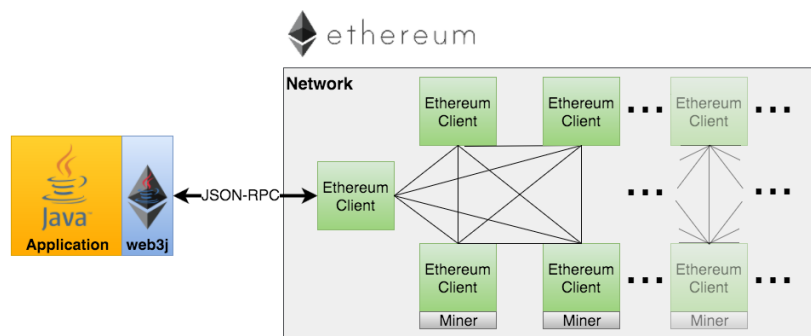 ethereum
Network
Ethereum
Client
Ethereum
Client
Ethereum
Client
Java™
Application
web3j
JSON-RPC
Ethereum
Client
Ethereum
Client
Miner
Ethereum
Client
Miner
Ethereum
Client
Miner